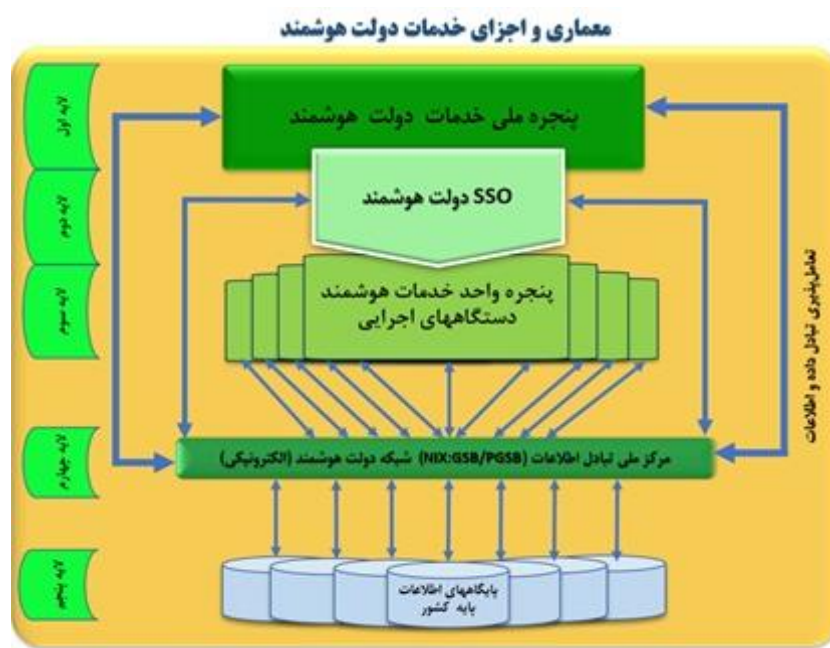 معماری و اجزای خدمات دولت هوشمند
لایه اول
پنجره ملی خدمات دولت هوشمند
لایه دوم
SSO دولت هوشمند
لایه سوم
پنجره واحد خدمات هوشمند
دستگاههای اجرایی
تعامل‌پذیری تبادل داده و اطلاعات
لایه چهارم
مرکز ملی تبادل اطلاعات (NIX:GSB/PGSB) شبکه دولت هوشمند (الکترونیکی)
لایه پنجم
پایگاههای اطلاعات
پایه کشور